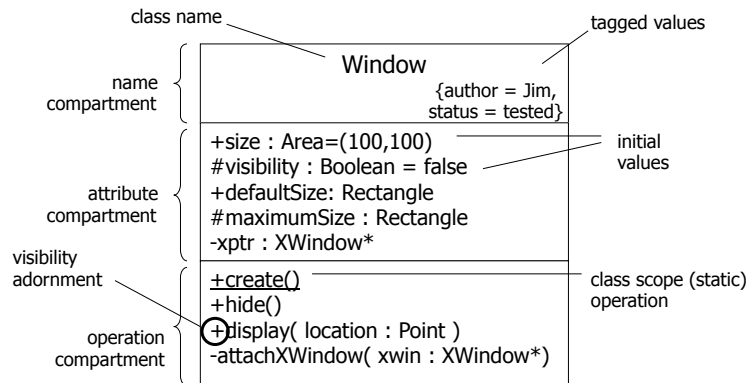 class name
tagged values
Window
name
compartment
{author = Jim,
status = tested}
+size : Area=(100,100)
#visibility : Boolean = false
+defaultSize: Rectangle
#maximumSize : Rectangle
-xptr : XWindow*
initial
values
attribute
compartment
visibility
adornment
+create()
+hide()
+display( location : Point )
-attachXWindow( xwin : XWindow*)
class scope (static)
operation
operation
compartment